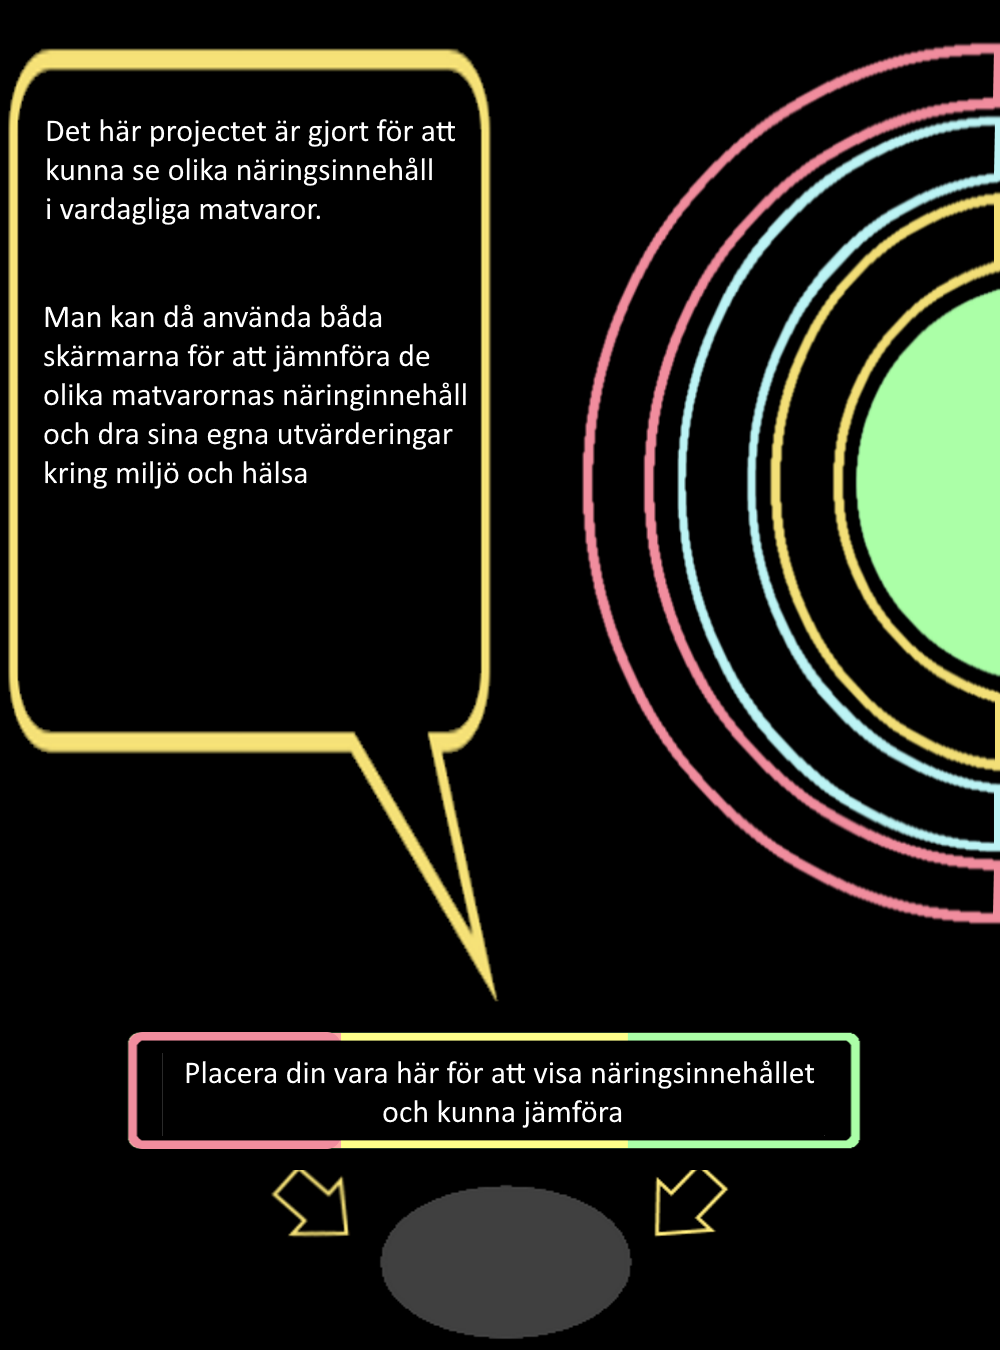 Det här projectet är gjort för att
kunna se olika näringsinnehåll
i vardagliga matvaror.
Man kan då använda båda
skärmarna för att jämnföra de
olika matvarornas näringinnehåll
och dra sina egna utvärderingar
kring miljö och hälsa
Placera din vara här för att visa näringsinnehållet
och kunna jämföra